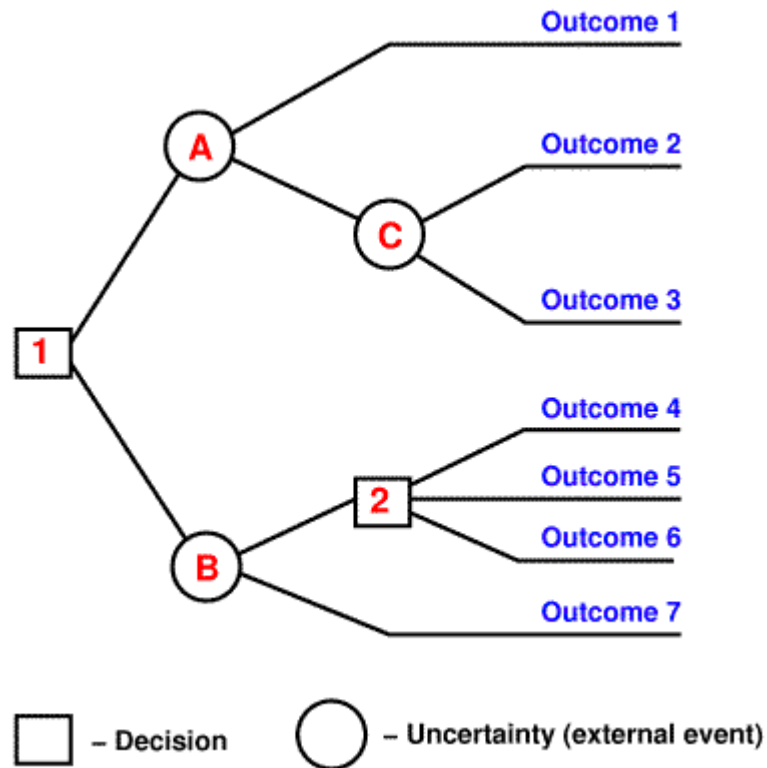 Outcome 1
A
Outcome 2
C
Outcome 3
1
Outcome 4
Outcome 5
2
Outcome 6
B
Outcome 7
– Decision
– Uncertainty (external event)